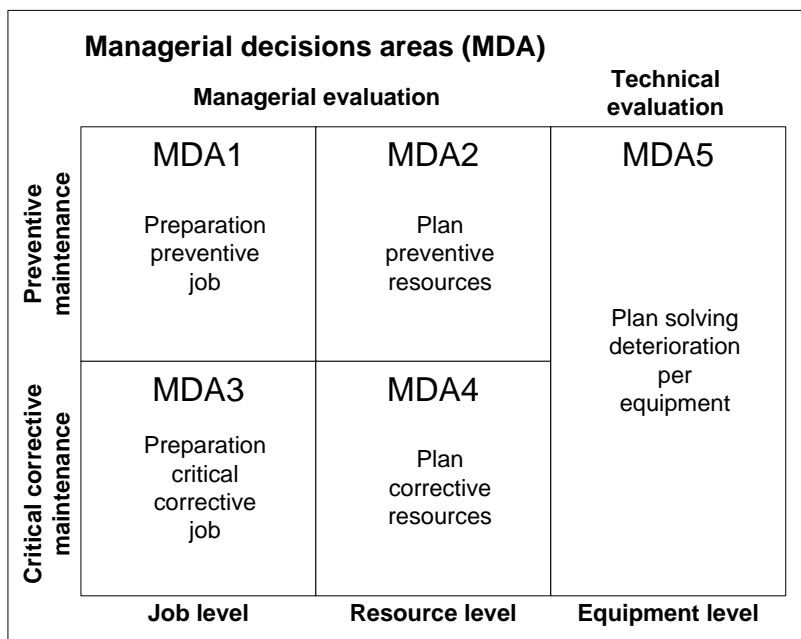 Managerial decisions areas (MDA)
Managerial evaluation
Technical
evaluation
Preventive
maintenance
MDA1
Preparation
preventive
job
MDA2
Plan
preventive
resources
MDA5
Plan solving
deterioration
per
equipment
Critical corrective
maintenance
MDA3
Preparation
critical
corrective
job
MDA4
Plan
corrective
resources
Job level
Resource level
Equipment level